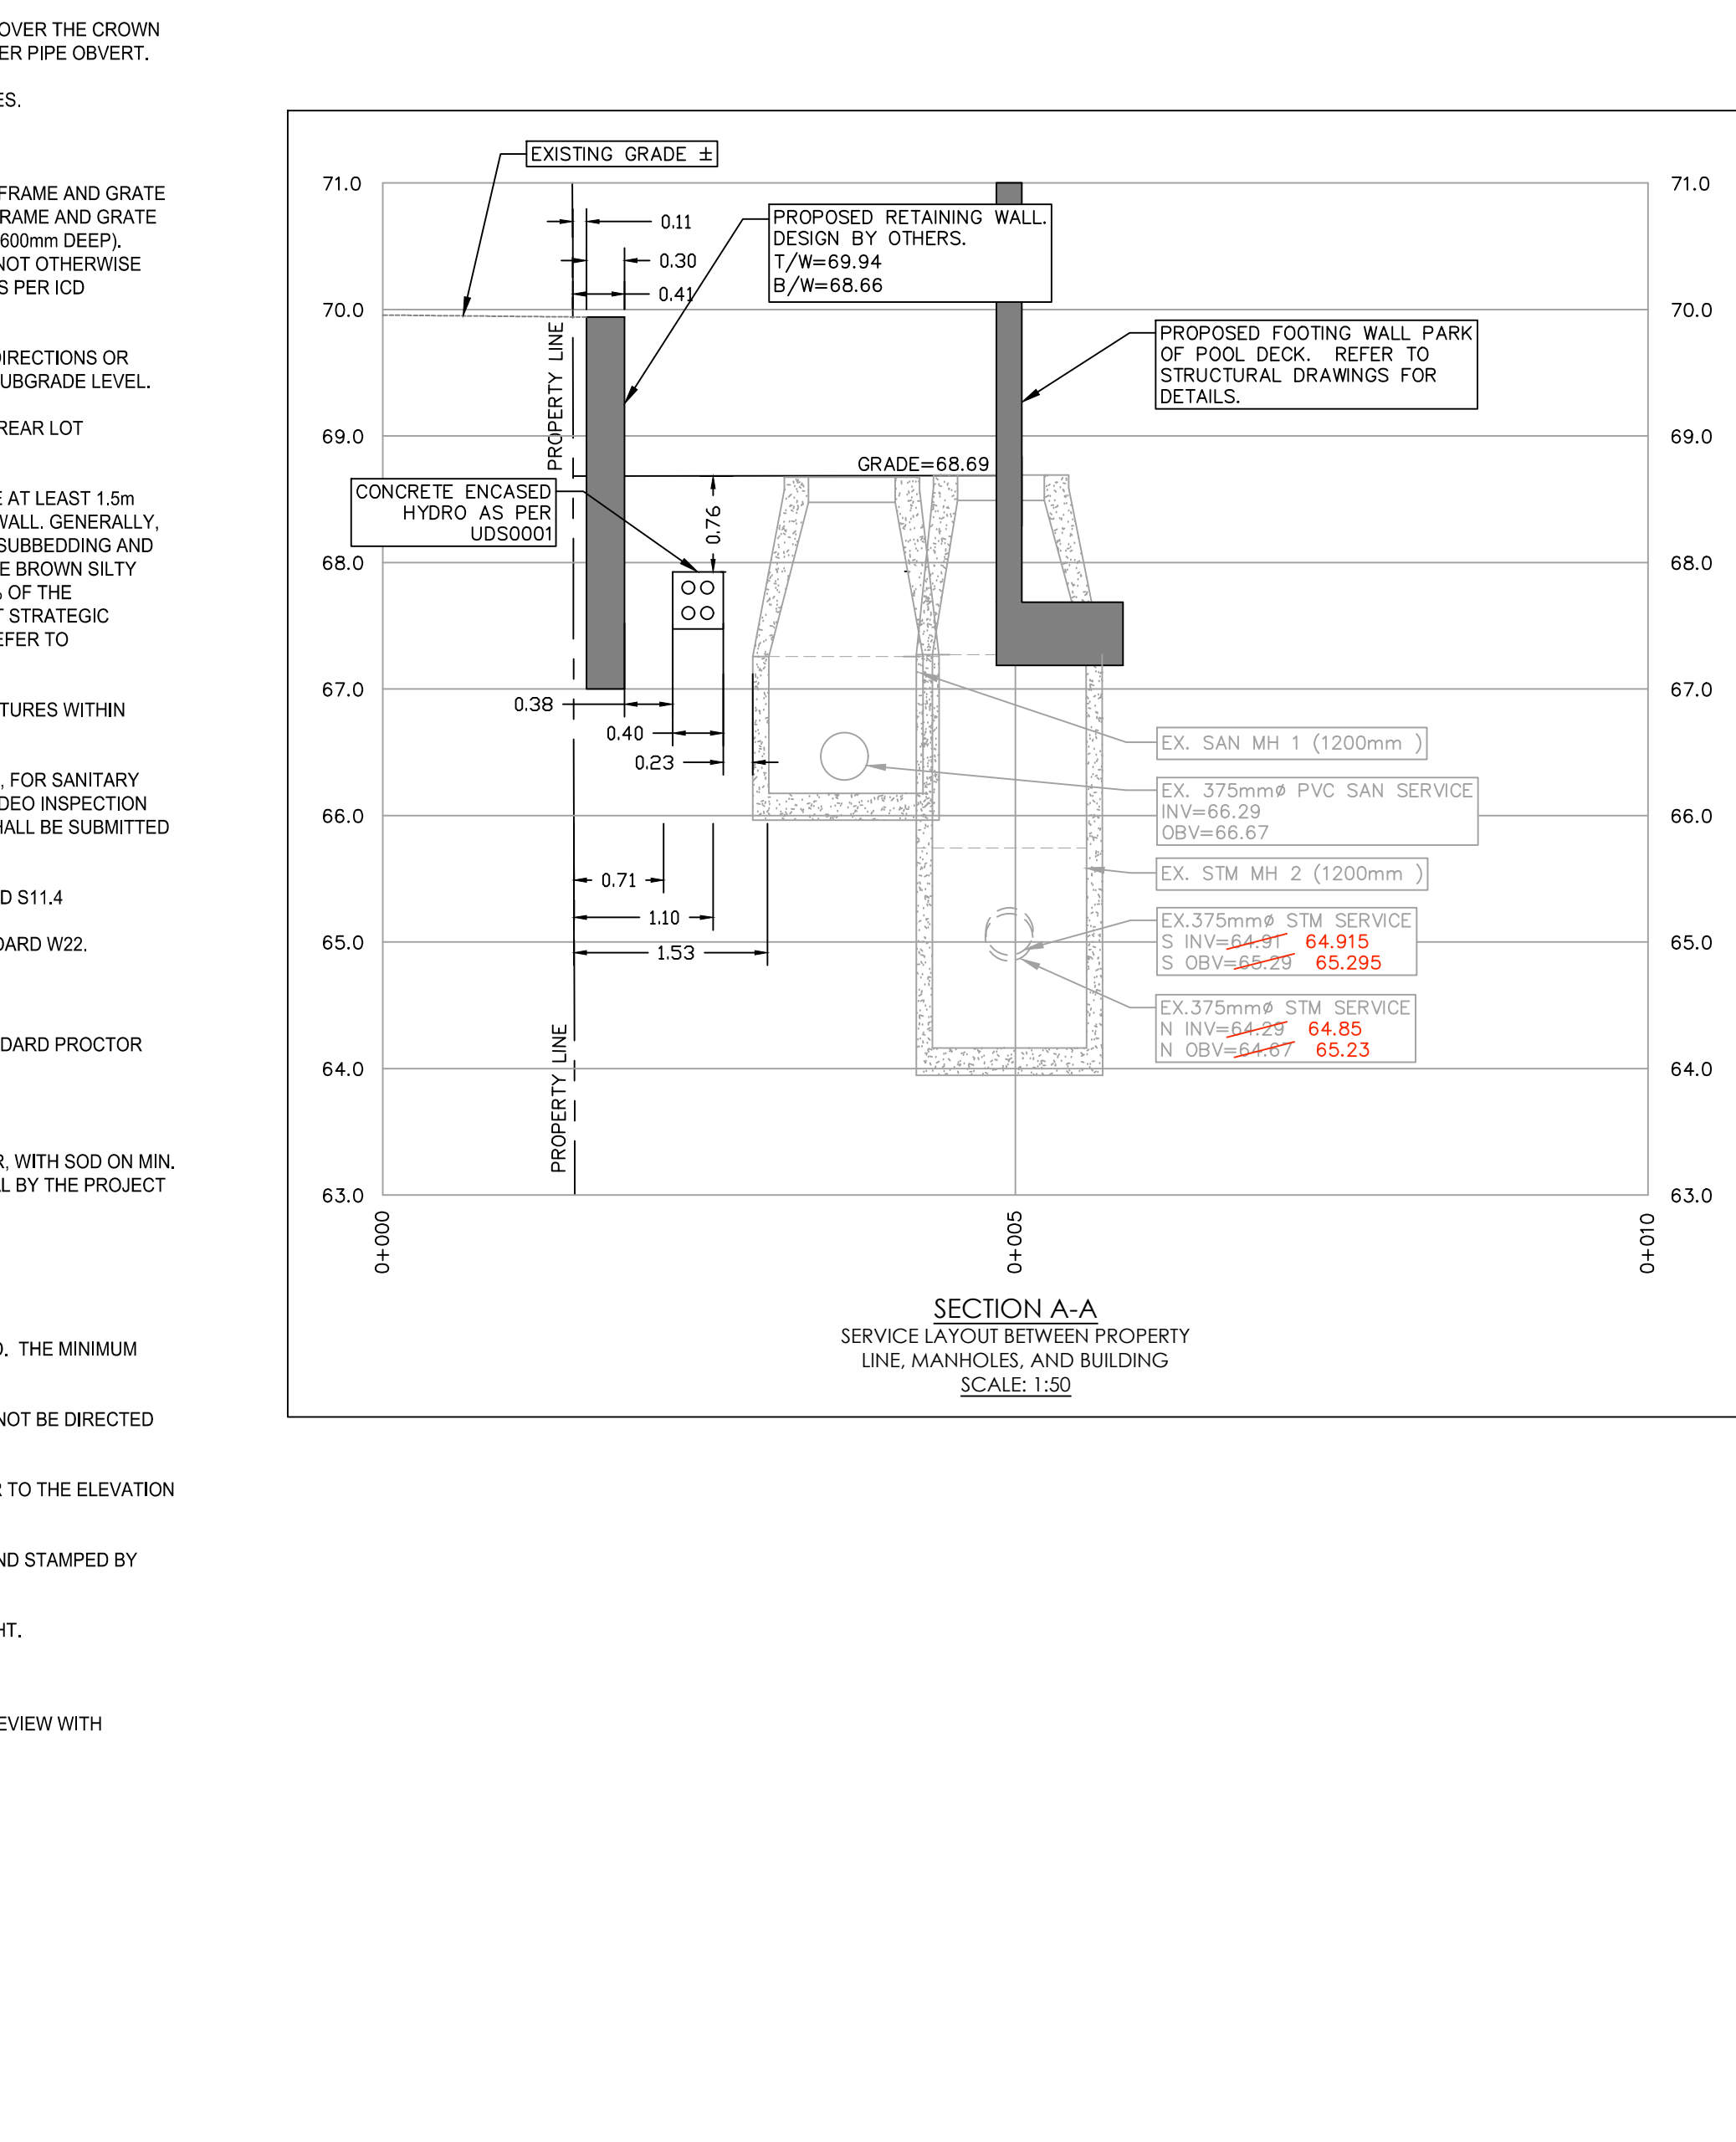 OVER THE CROWN
ER PIPE OBVERT.
ES.
FRAME AND GRATE
RAME AND GRATE
600mm DEEP).
NOT OTHERWISE
S PER ICD
DIRECTIONS OR
UBGRADE LEVEL.
REAR LOT
E AT LEAST 1.5m
WALL. GENERALLY,
SUBBEDDING AND
E BROWN SILTY
% OF THE
T STRATEGIC
EFER TO
TURES WITHIN
, FOR SANITARY
DEO INSPECTION
HALL BE SUBMITTED
D S11.4
DARD W22.
DARD PROCTOR
R, WITH SOD ON MIN.
L BY THE PROJECT
D. THE MINIMUM
NOT BE DIRECTED
R TO THE ELEVATION
ND STAMPED BY
HT.
EVIEW WITH
EXISTING GRADE ±
71.0
71.0
0.11
PROPOSED RETAINING WALL.
DESIGN BY OTHERS.
T/W=69.94
B/W=68.66
0.30
0.41
70.0
70.0
PROPERTY LINE
PROPOSED FOOTING WALL PARK
OF POOL DECK. REFER TO
STRUCTURAL DRAWINGS FOR
DETAILS.
69.0
69.0
GRADE=68.69
CONCRETE ENCASED
HYDRO AS PER
UDS0001
0.76
68.0
68.0
67.0
67.0
0.38
0.40
0.23
EX. SAN MH 1 (1200mm )
EX. 375mmø PVC SAN SERVICE
INV=66.29
OBV=66.67
66.0
66.0
EX. STM MH 2 (1200mm )
0.71
1.10
1.53
EX.375mmø STM SERVICE
S INV=64.91 64.915
S OBV=65.29 65.295
65.0
65.0
EX.375mmø STM SERVICE
N INV=64.29 64.85
N OBV=64.67 65.23
64.0
64.0
PROPERTY LINE
63.0
63.0
0+000
0+005
0+010
SECTION A-A
SERVICE LAYOUT BETWEEN PROPERTY
LINE, MANHOLES, AND BUILDING
SCALE: 1:50